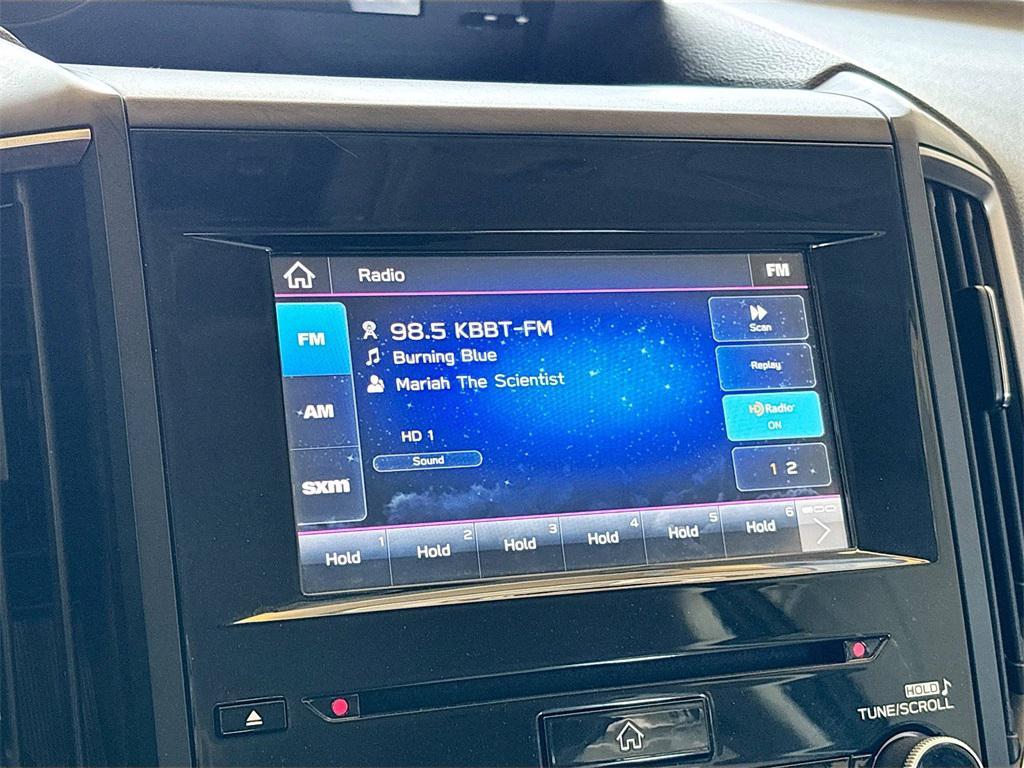 Radio FM
FM
98.5 KBBT-FM
Scan
Burning Blue
Replay
Mariah The Scientist
AM
HD Radio
ON
HD 1
Sound
1 2
sxm
Hold 1 Hold 2 Hold 3 Hold 4 Hold 5 Hold 6
HOLD
TUNE/SCROLL